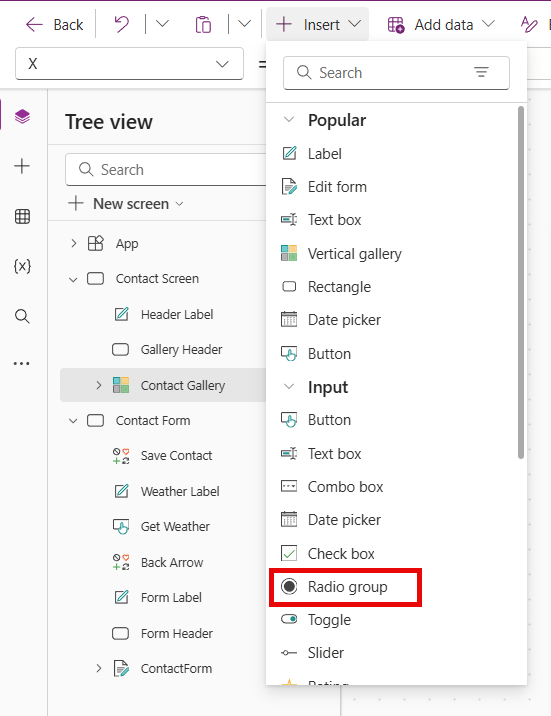 Back
Insert
Add data
X
=
Search
Tree view
Search
New screen
App
Contact Screen
Header Label
Gallery Header
Contact Gallery
Contact Form
Save Contact
Weather Label
Get Weather
Back Arrow
Form Label
Form Header
ContactForm
{x}
Popular
Label
Edit form
Text box
Vertical gallery
Rectangle
Date picker
Button
Input
Button
Text box
Combo box
Date picker
Check box
Radio group
Toggle
Slider
Rating